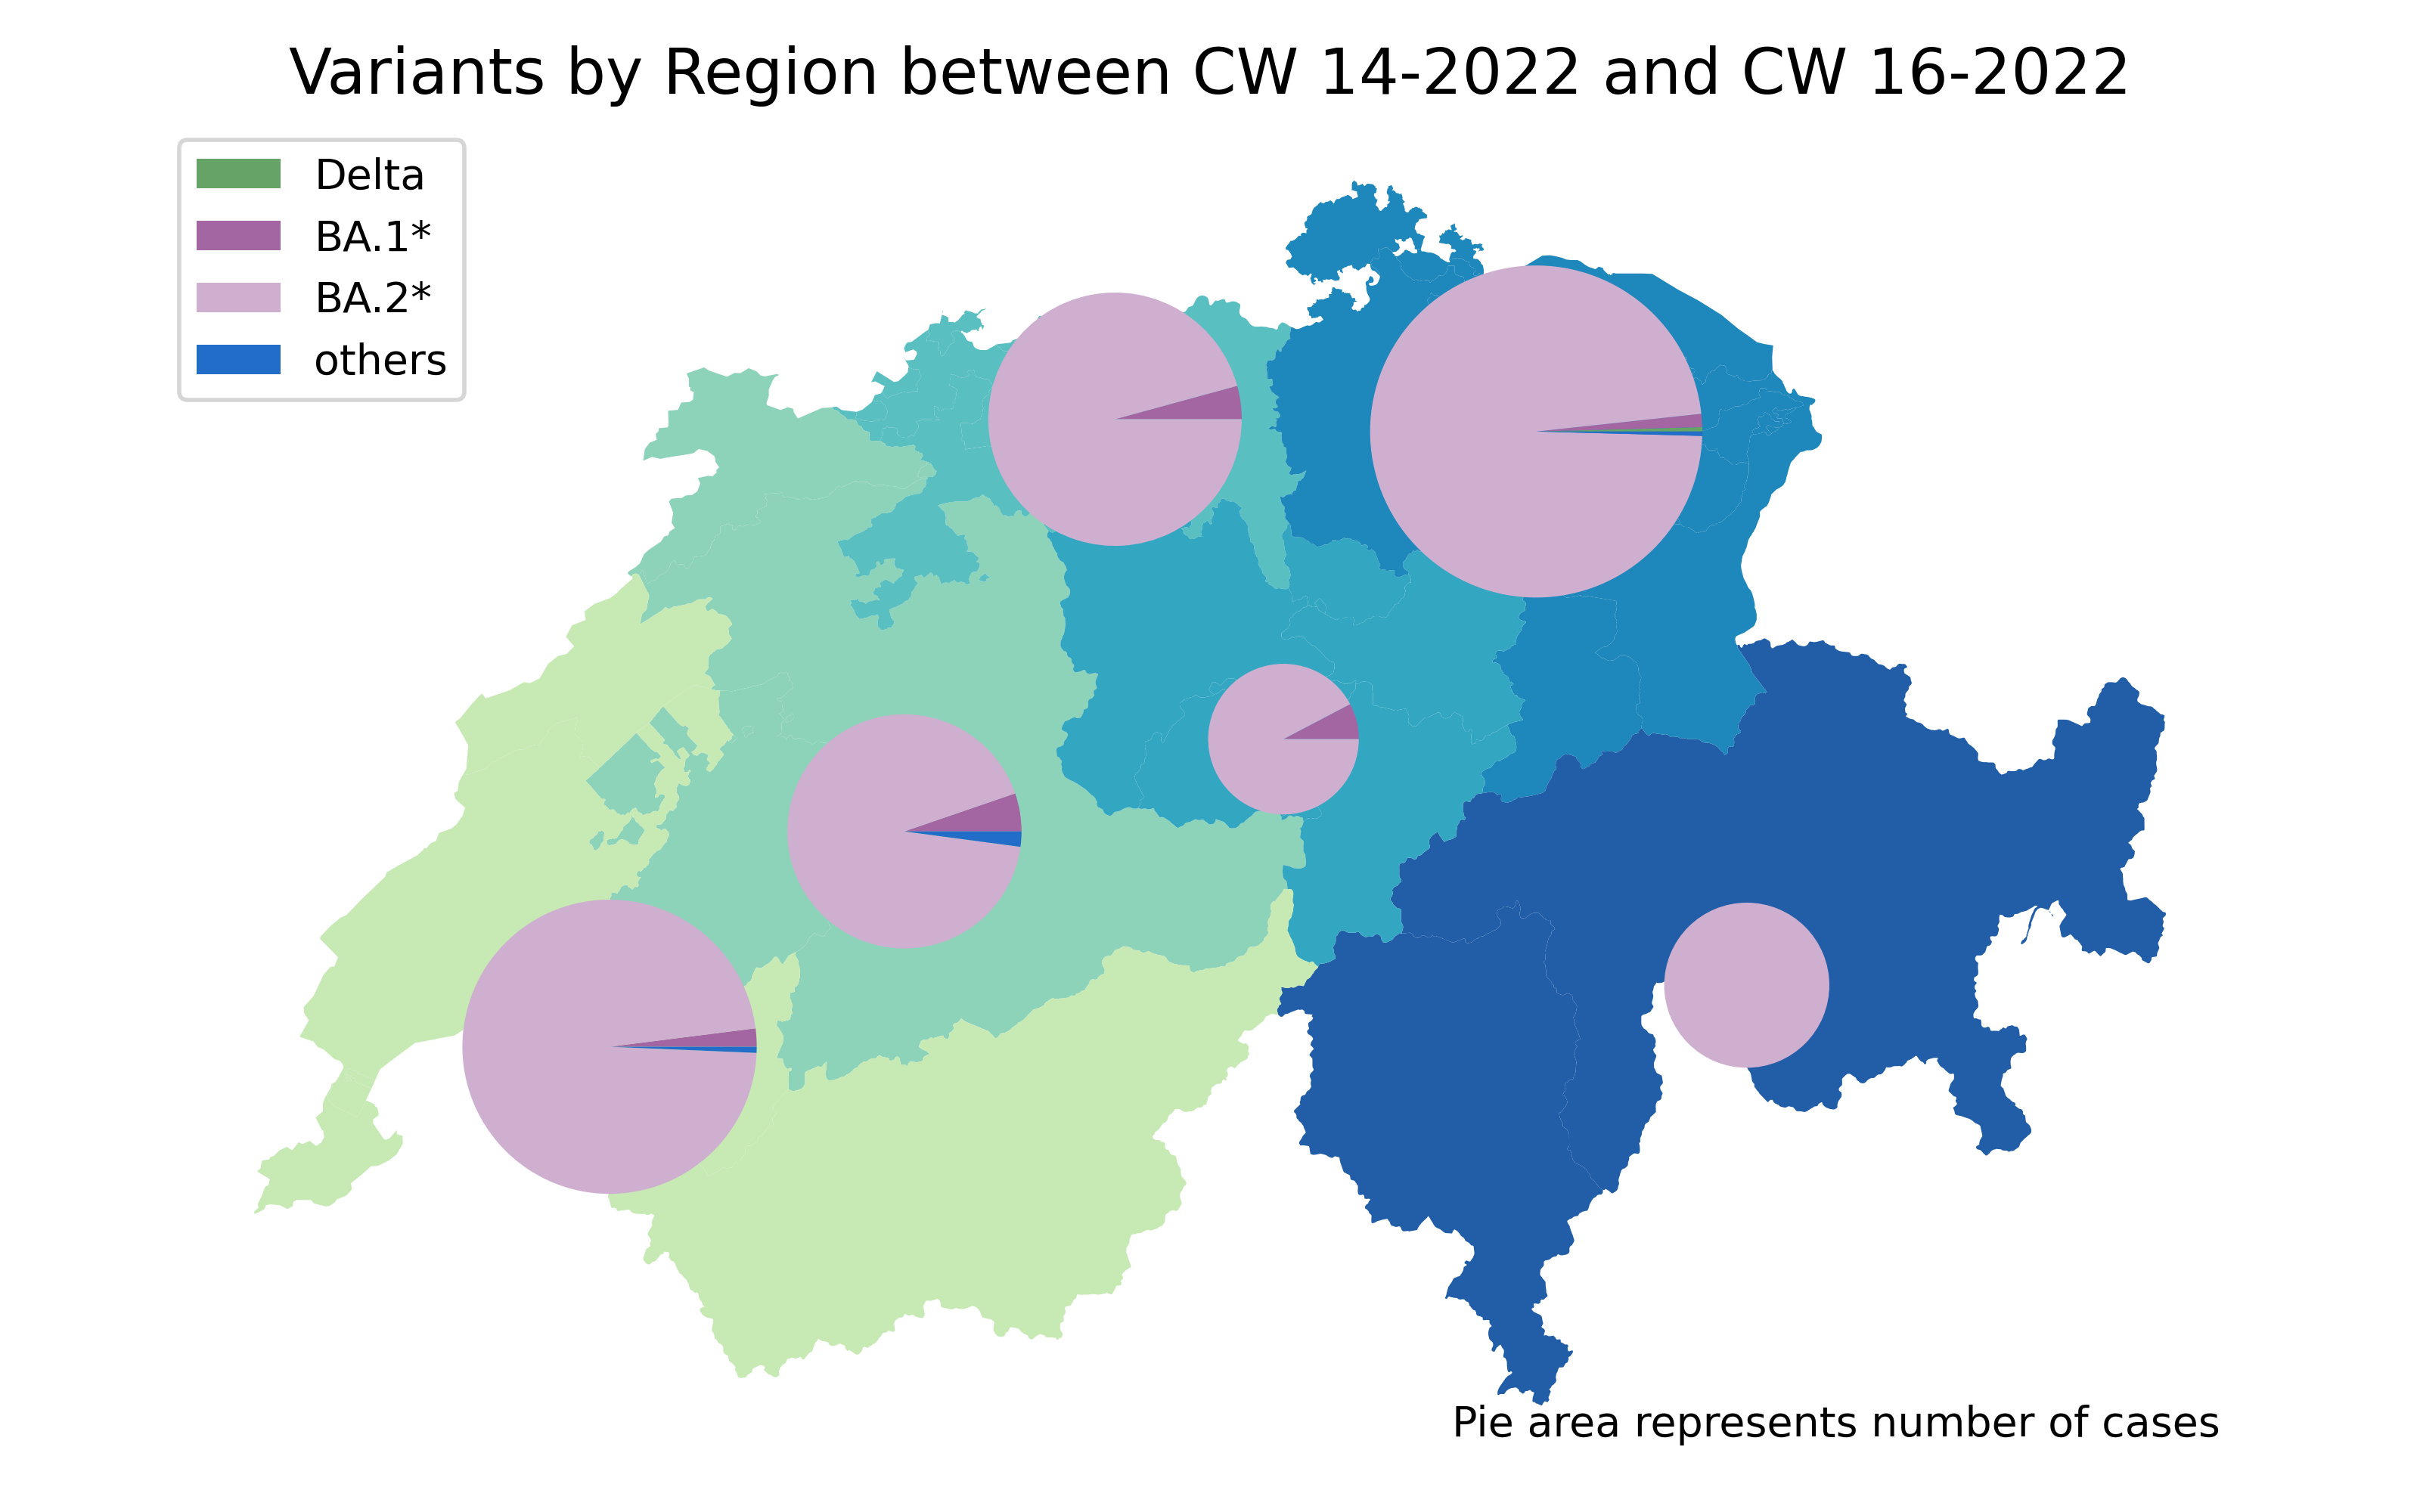 Variants by Region between CW 14-2022 and CW 16-2022
Delta
BA.1*
BA.2*
others
Pie area represents number of cases